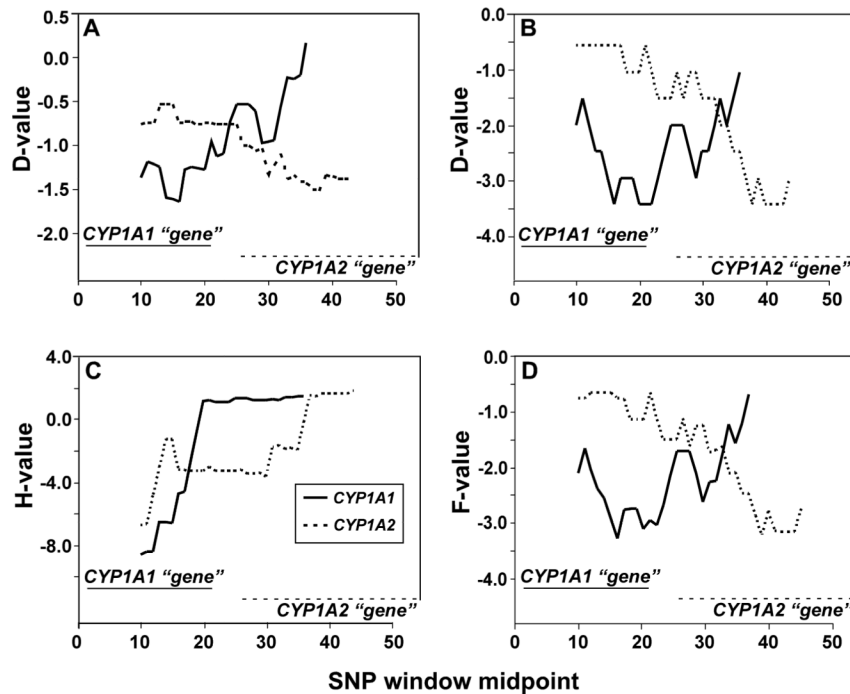 A
D-value
0.5
0.0
-0.5
-1.0
-1.5
-2.0
CYP1A1 “gene”
CYP1A2 “gene”
0 10 20 30 40 50
B
D-value
0.0
-1.0
-2.0
-3.0
-4.0
CYP1A1 “gene”
CYP1A2 “gene”
0 10 20 30 40 50
C
H-value
4.0
0.0
-4.0
-8.0
CYP1A1
CYP1A2
CYP1A1 “gene”
CYP1A2 “gene”
0 10 20 30 40 50
D
F-value
0.0
-1.0
-2.0
-3.0
-4.0
CYP1A1 “gene”
CYP1A2 “gene”
0 10 20 30 40 50
SNP window midpoint